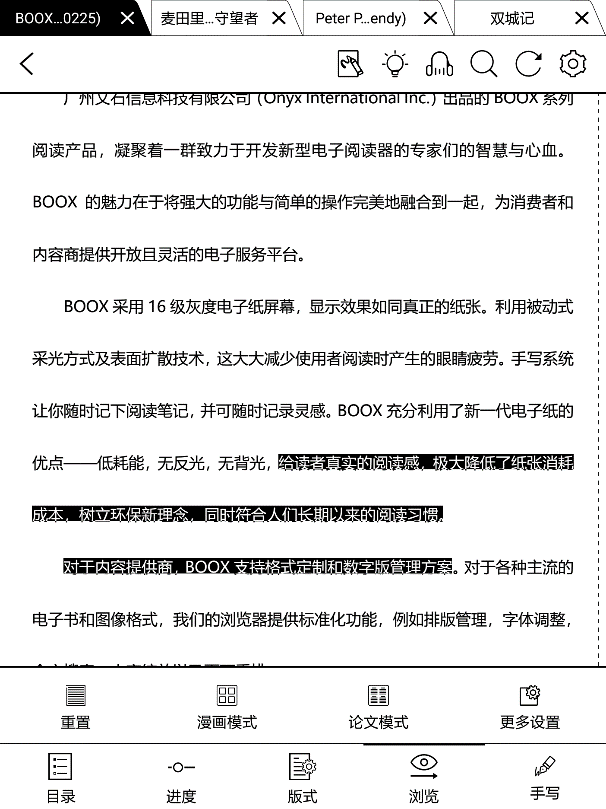 BOOX...0225)
麦田里...守望者
Peter P...endy)
双城记
广州文石信息科技有限公司（Onyx International Inc.）出品的 BOOX 系列
阅读产品，凝聚着一群致力于开发新型电子阅读器的专家们的智慧与心血。
BOOX 的魅力在于将强大的功能与简单的操作完美地融合到一起，为消费者和
内容商提供开放且灵活的电子服务平台。
BOOX 采用 16 级灰度电子纸屏幕，显示效果如同真正的纸张。利用被动式
采光方式及表面扩散技术，这大大减少使用者阅读时产生的眼睛疲劳。手写系统
让你随时记下阅读笔记，并可随时记录灵感。BOOX 充分利用了新一代电子纸的
优点——低耗能，无反光，无背光，给读者真实的阅读感，极大降低了纸张消耗
成本，树立环保新理念，同时符合人们长期以来的阅读习惯。
对于内容提供商，BOOX 支持格式定制和数字版管理方案。对于各种主流的
电子书和图像格式，我们的浏览器提供标准化功能，例如排版管理，字体调整，
重置
漫画模式
论文模式
更多设置
目录
进度
版式
浏览
手写